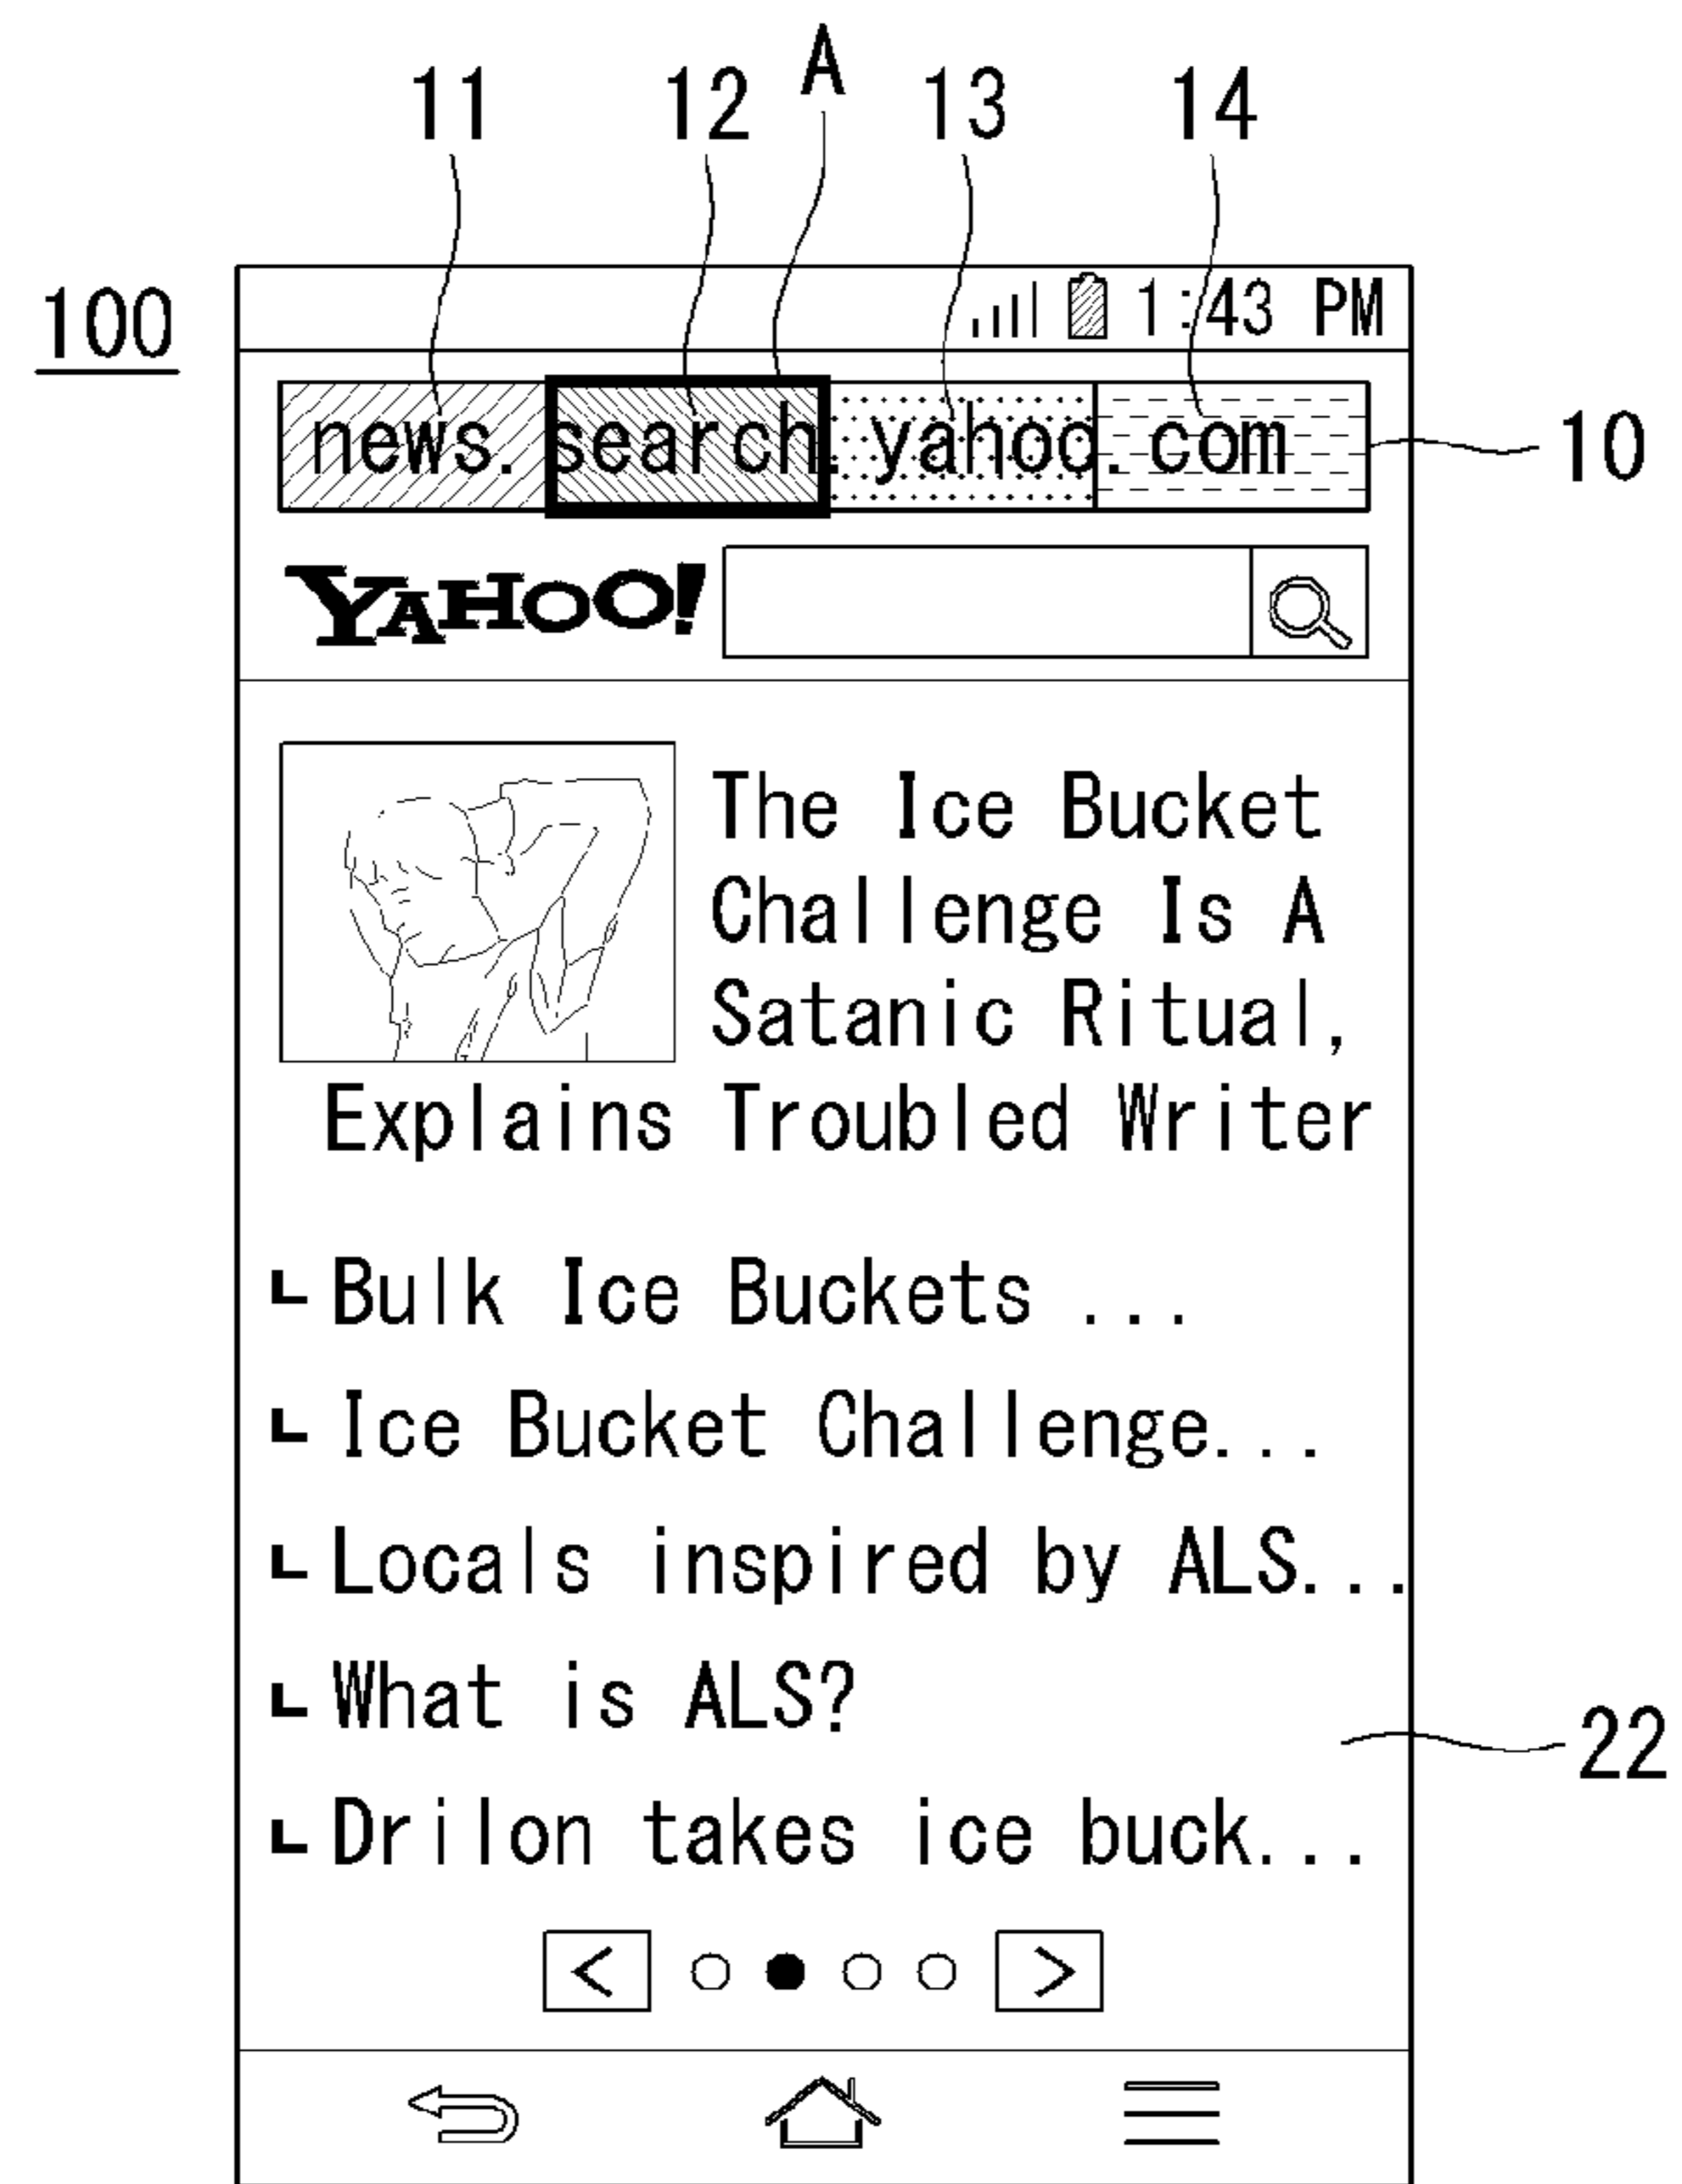 11 12 A 13 14
100
1:43 PM
news.search.yahoo.com
10
YAHOO!
The Ice Bucket
Challenge Is A
Satanic Ritual,
Explains Troubled Writer
Bulk Ice Buckets ...
Ice Bucket Challenge...
Locals inspired by ALS...
What is ALS?
22
Drilon takes ice buck...
< >